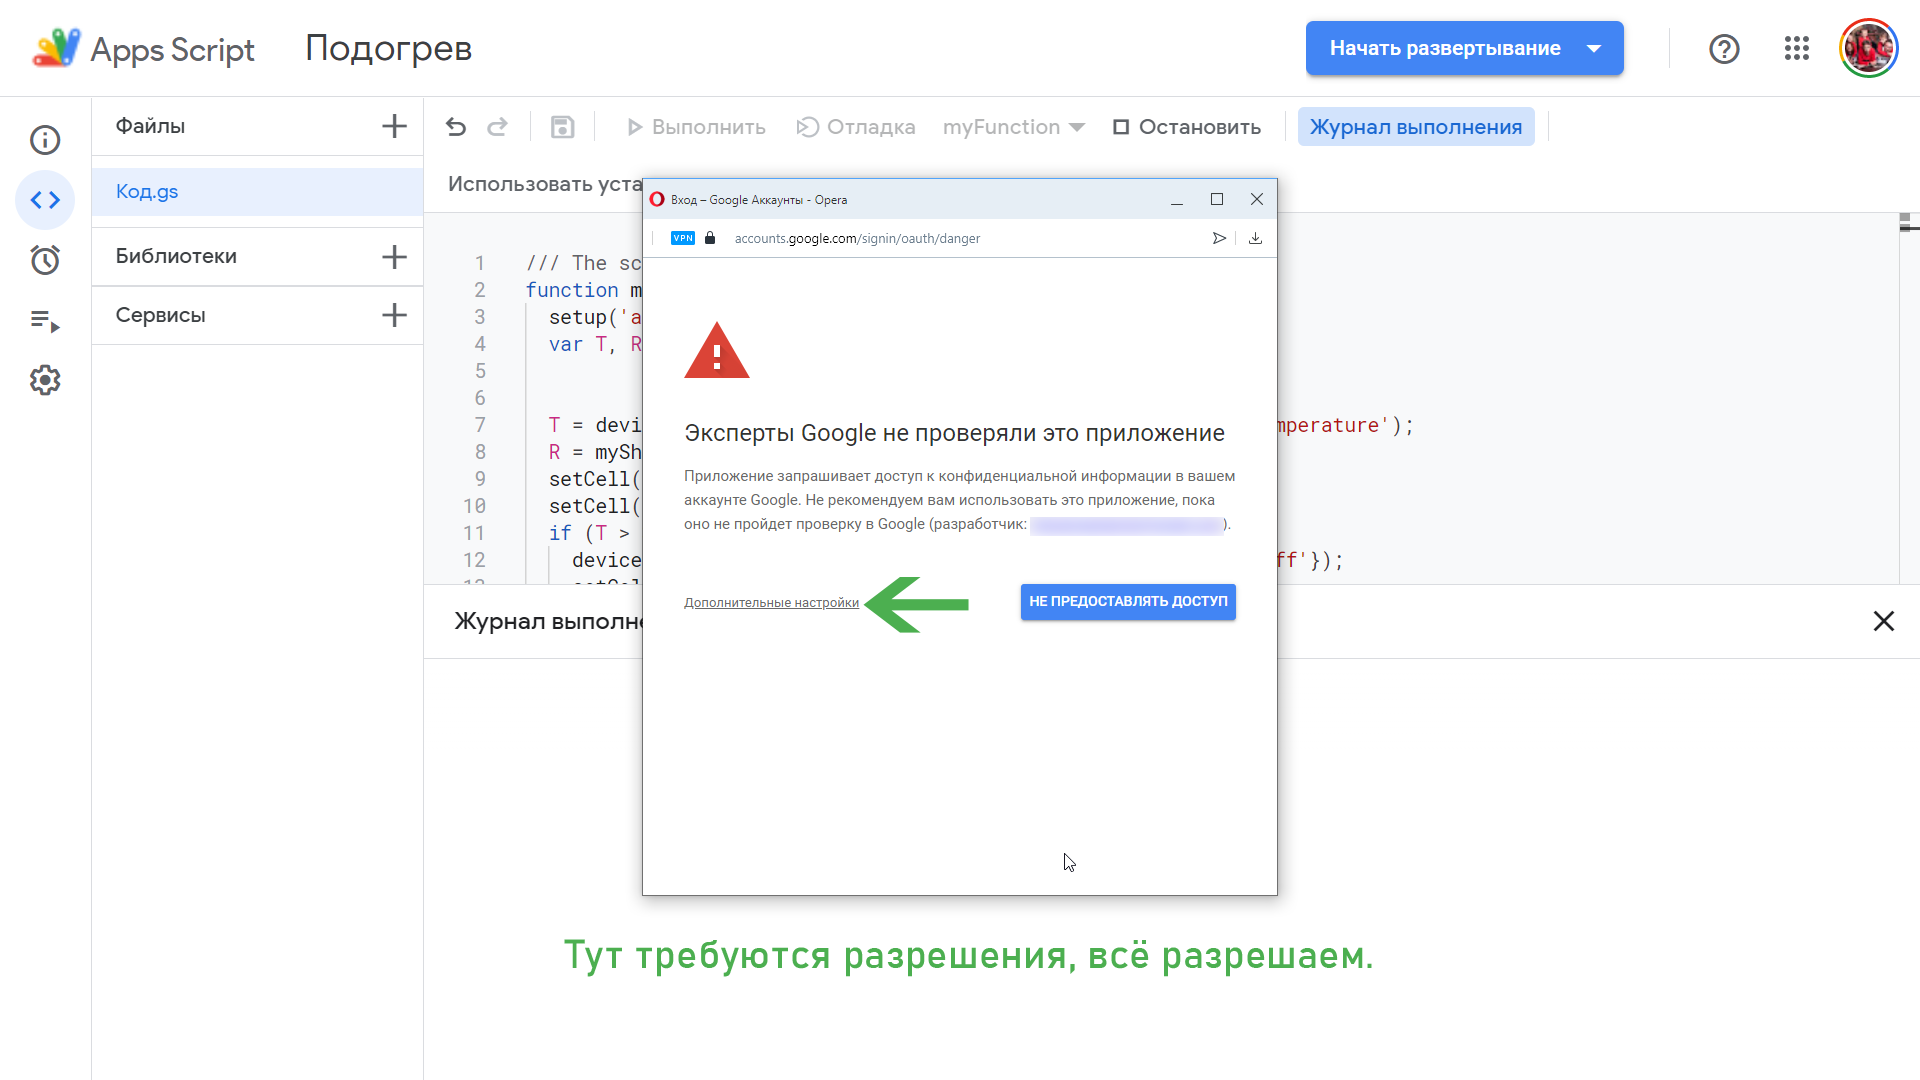 Apps Script
Подогрев
Начать развертывание
Файлы
Выполнить
Отладка
myFunction
Остановить
Журнал выполнения
Код.gs
Использовать уста
Библиотеки
Сервисы
Вход – Google Аккаунты - Opera
VPN
accounts.google.com/signin/oauth/danger
1 /// The sc
2 function m
3 setup('a
4 var T, R
5
6
7 T = devi mperature');
8 R = mySh
9 setCell(
10 setCell(
11 if (T >
12 device ff'});
Эксперты Google не проверяли это приложение
Приложение запрашивает доступ к конфиденциальной информации в вашем
аккаунте Google. Не рекомендуем вам использовать это приложение, пока
оно не пройдет проверку в Google (разработчик: ).
Дополнительные настройки
НЕ ПРЕДОСТАВЛЯТЬ ДОСТУП
Журнал выполне
Тут требуются разрешения, всё разрешаем.